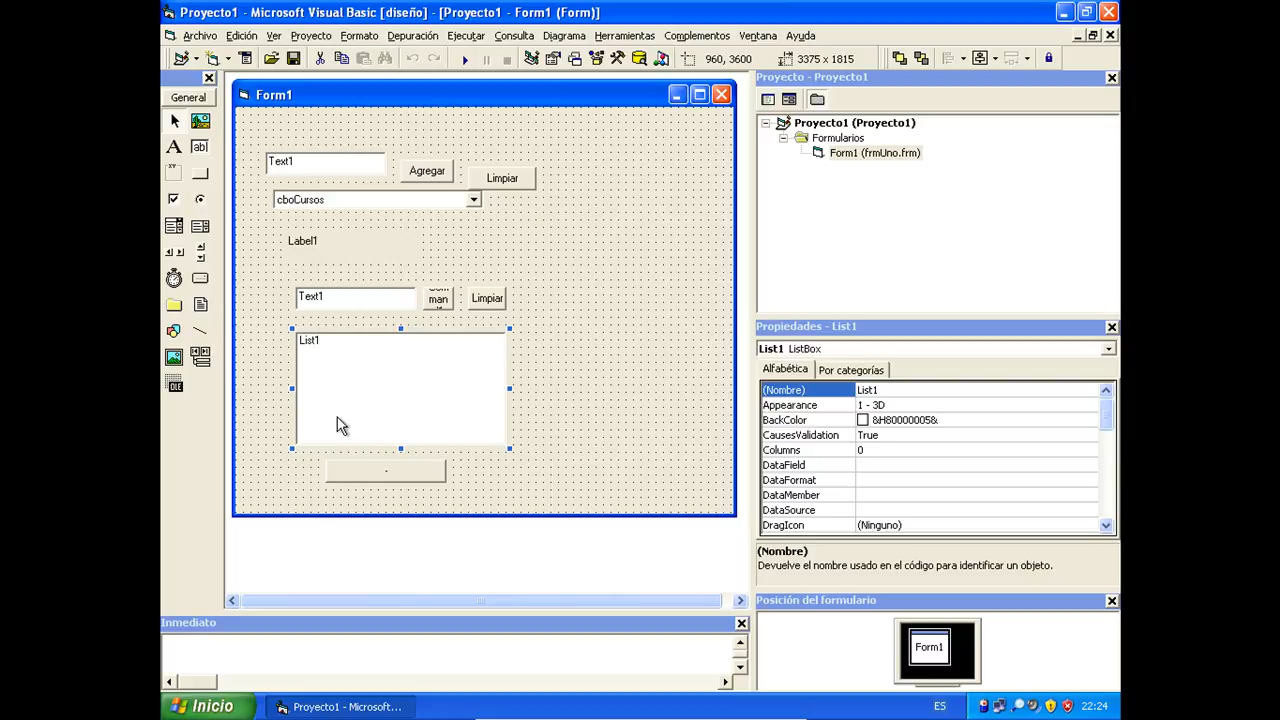 Proyecto1 - Microsoft Visual Basic [diseño] - [Proyecto1 - Form1 (Form)]
Archivo Edición Ver Proyecto Formato Depuración Ejecutar Consulta Diagrama Herramientas Complementos Ventana Ayuda
960, 3600 3375 x 1815
General
A ab|
xv
OLE
Form1
Text1
Agregar
Limpiar
cboCursos
Label1
Text1
man
Limpiar
List1
-
Proyecto - Proyecto1
Proyecto1 (Proyecto1)
Formularios
Form1 (frmUno.frm)
Propiedades - List1
List1 ListBox
Alfabética Por categorías
(Nombre) List1
Appearance 1 - 3D
BackColor &H80000005&
CausesValidation True
Columns 0
DataField
DataFormat
DataMember
DataSource
DragIcon (Ninguno)
(Nombre)
Devuelve el nombre usado en el código para identificar un objeto.
Posición del formulario
Form1
Inmediato
Inicio
Proyecto1 - Microsoft...
ES
22:24